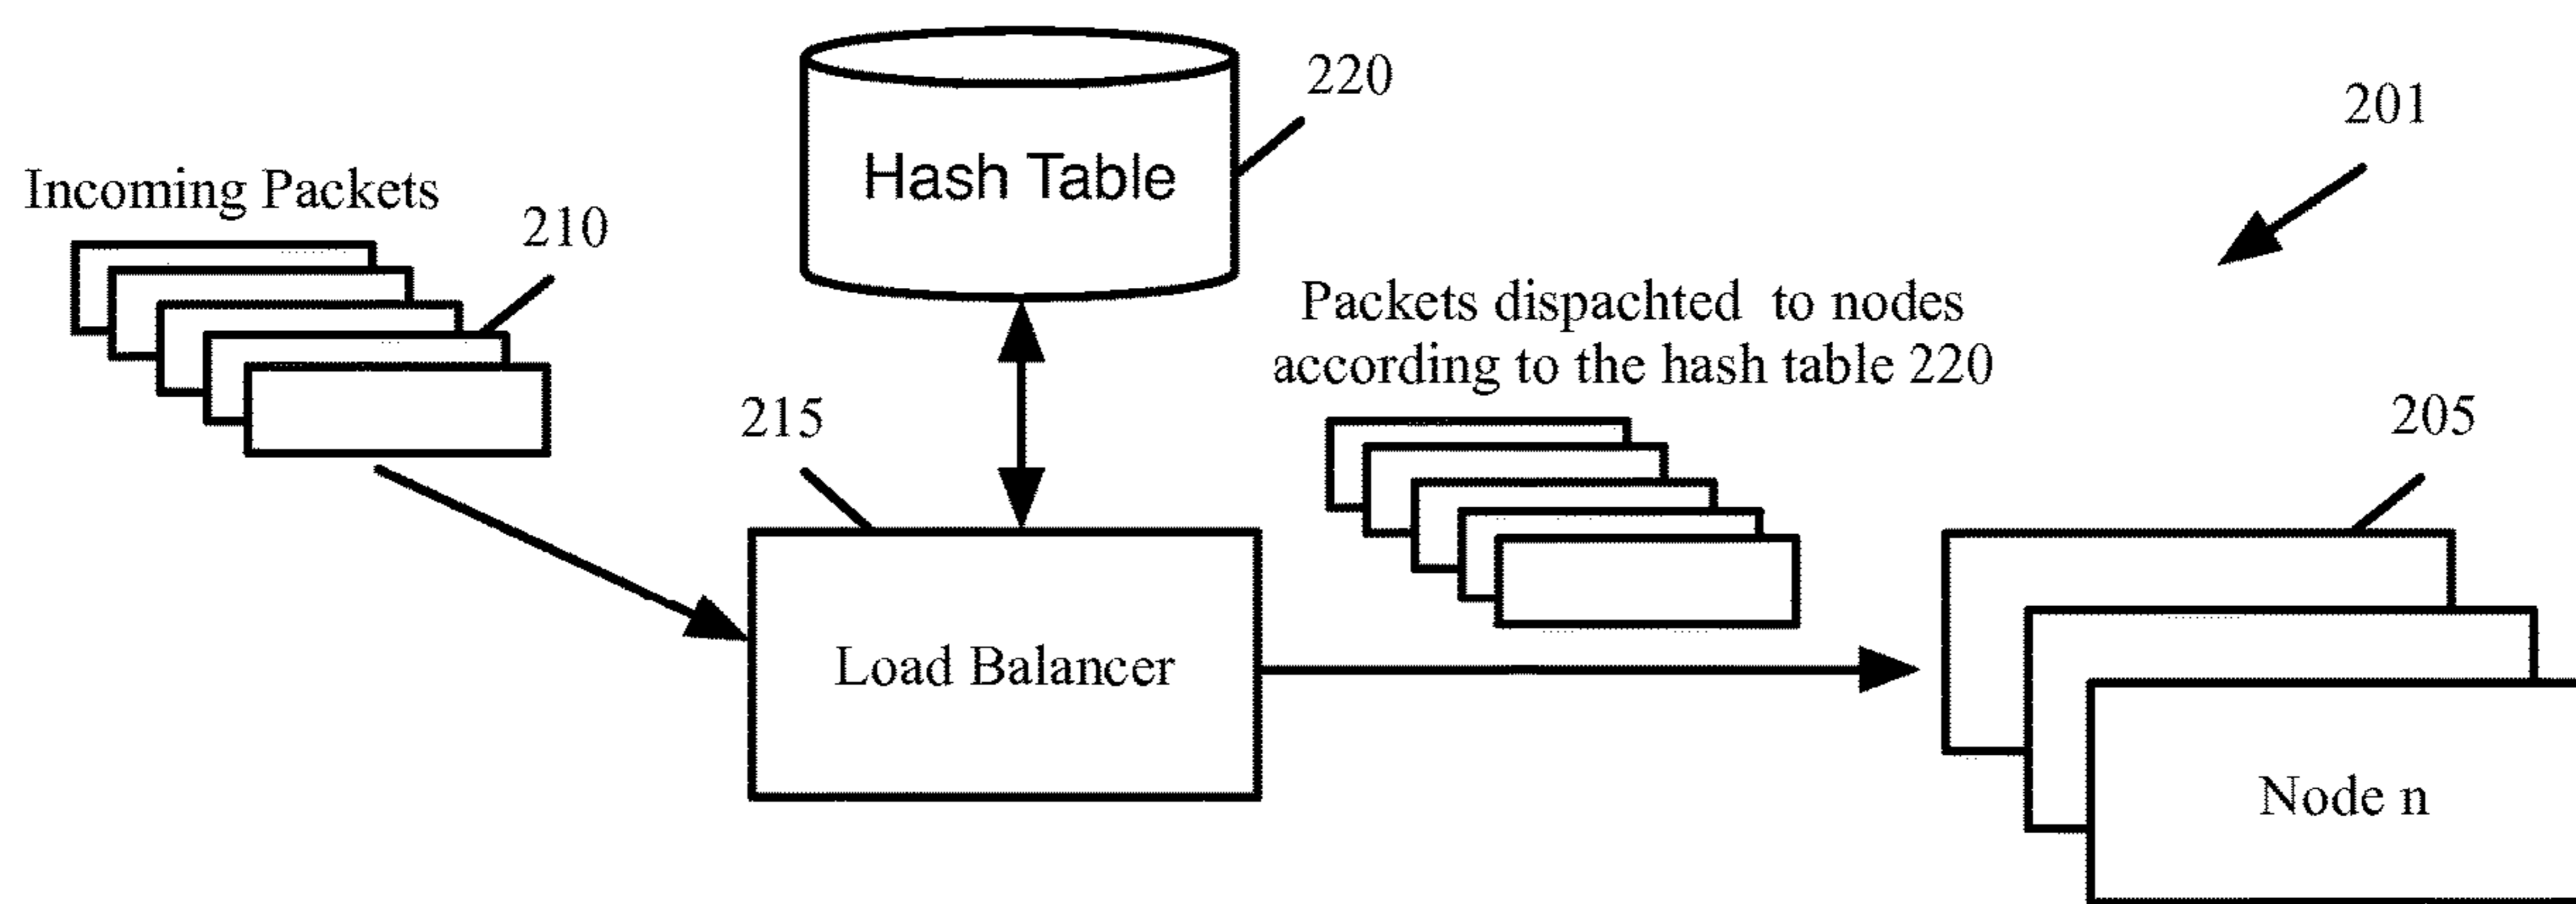 220
201
Hash Table
Incoming Packets
210
Packets dispachted to nodes
according to the hash table 220
215
205
Load Balancer
Node n